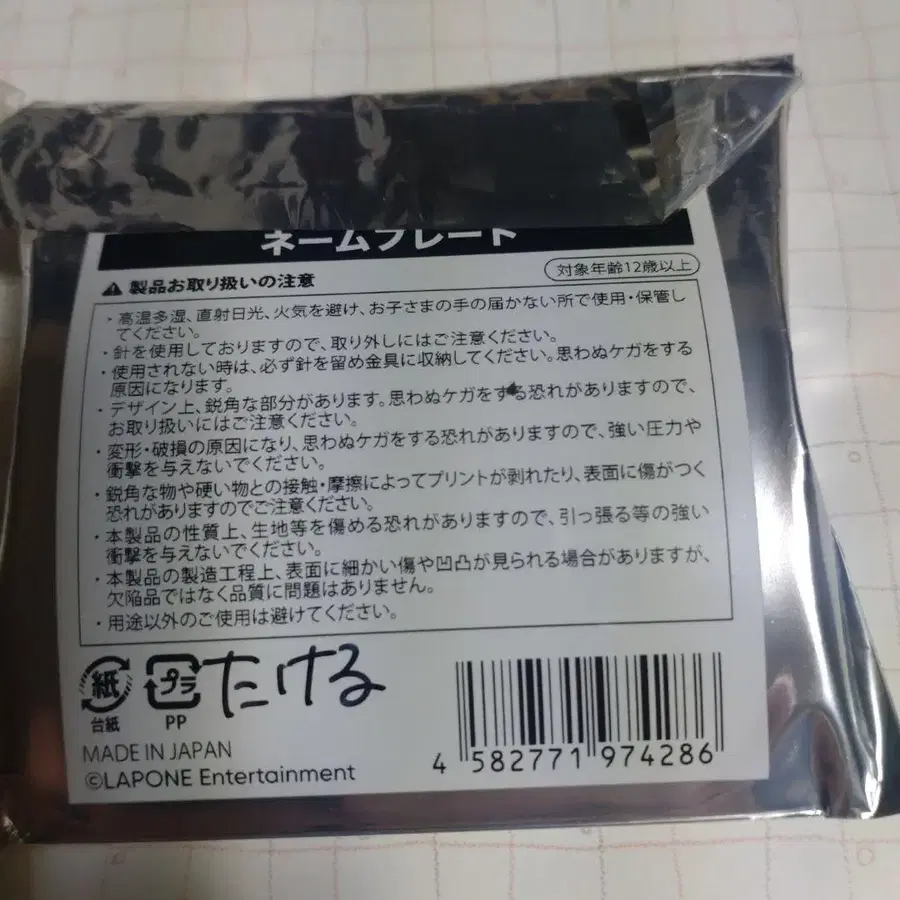 ネームプレート
対象年齢12歳以上
製品お取り扱いの注意
・高温多湿、直射日光、火気を避け、お子さまの手の届かない所で使用・保管し
てください。
・針を使用しておりますので、取り外しにはご注意ください。
・使用されない時は、必ず針を留め金具に収納してください。思わぬケガをする
原因になります。
・デザイン上、鋭角な部分があります。思わぬケガをする恐れがありますので、
お取り扱いにはご注意ください。
・変形・破損の原因になり、思わぬケガをする恐れがありますので、強い圧力や
衝撃を与えないでください。
・鋭角な物や硬い物との接触・摩擦によってプリントが剥れたり、表面に傷がつく
恐れがありますのでご注意ください。
・本製品の性質上、生地等を傷める恐れがありますので、引っ張る等の強い
衝撃を与えないでください。
・本製品の製造工程上、表面に細かい傷や凹凸が見られる場合がありますが、
欠陥品ではなく品質に問題はありません。
・用途以外のご使用は避けてください。
紙 プラ たける
台紙 PP
MADE IN JAPAN
©LAPONE Entertainment
4 582771 974286